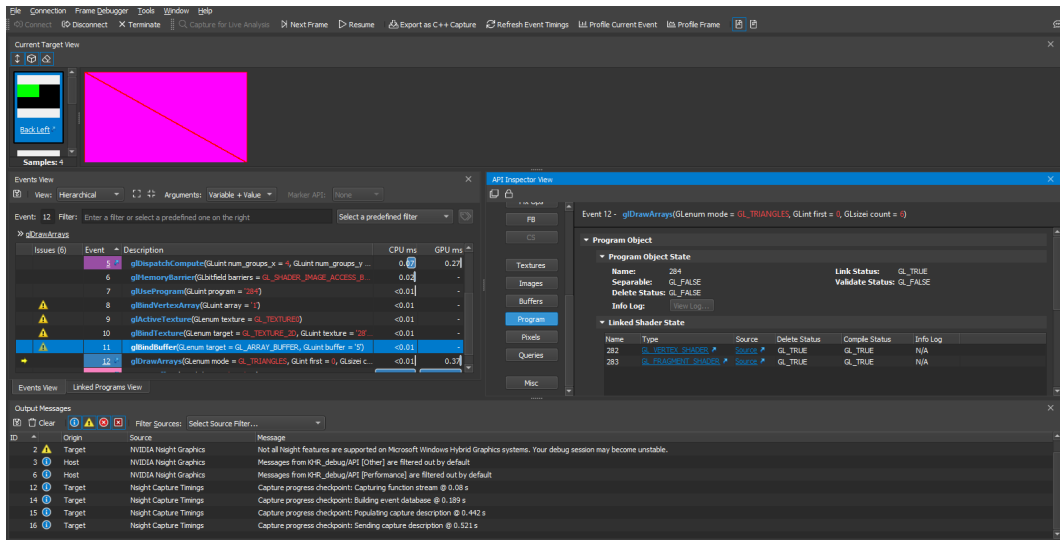 File Connection Frame Debugger Tools Window Help
Connect Disconnect Terminate Capture for Live Analysis Next Frame Resume Export as C++ Capture Refresh Event Timings Profile Current Event Profile Frame
Current Target View
Back Left
Samples: 4
Events View
View: Hierarchical Arguments: Variable + Value Marker API: None
Event: 12 Filter: Enter a filter or select a predefined one on the right Select a predefined filter
glDrawArrays
Issues (6) Event Description CPU ms GPU ms
5 glDispatchCompute(GLuint num_groups_x = 4, GLuint num_groups_y ... 0.07 0.27
6 glMemoryBarrier(GLbitfield barriers = GL_SHADER_IMAGE_ACCESS_B... 0.02 -
7 glUseProgram(GLuint program = '284') <0.01 -
8 glBindVertexArray(GLuint array = '1') <0.01 -
9 glActiveTexture(GLenum texture = GL_TEXTURE0) <0.01 -
10 glBindTexture(GLenum target = GL_TEXTURE_2D, GLuint texture = '28'... <0.01 -
11 glBindBuffer(GLenum target = GL_ARRAY_BUFFER, GLuint buffer = '5') <0.01 -
12 glDrawArrays(GLenum mode = GL_TRIANGLES, GLint first = 0, GLsizei c... <0.01 0.37
Events View Linked Programs View
API Inspector View
FB
CS
Textures
Images
Buffers
Program
Pixels
Queries
Misc
Event 12 - glDrawArrays(GLenum mode = GL_TRIANGLES, GLint first = 0, GLsizei count = 6)
Program Object
Program Object State
Name: 284 Link Status: GL_TRUE
Separable: GL_FALSE Validate Status: GL_FALSE
Delete Status: GL_FALSE
Info Log: View Log...
Linked Shader State
Name Type Source Delete Status Compile Status Info Log
282 GL_VERTEX_SHADER Source GL_TRUE GL_TRUE N/A
283 GL_FRAGMENT_SHADER Source GL_TRUE GL_TRUE N/A
Output Messages
Clear Filter Sources: Select Source Filter...
ID Origin Source Message
2 Target NVIDIA Nsight Graphics Not all Nsight features are supported on Microsoft Windows Hybrid Graphics systems. Your debug session may become unstable.
3 Host NVIDIA Nsight Graphics Messages from KHR_debug/API [Other] are filtered out by default
6 Host NVIDIA Nsight Graphics Messages from KHR_debug/API [Performance] are filtered out by default
12 Target Nsight Capture Timings Capture progress checkpoint: Capturing function stream @ 0.08 s
14 Target Nsight Capture Timings Capture progress checkpoint: Building event database @ 0.189 s
15 Target Nsight Capture Timings Capture progress checkpoint: Populating capture description @ 0.442 s
16 Target Nsight Capture Timings Capture progress checkpoint: Sending capture description @ 0.521 s